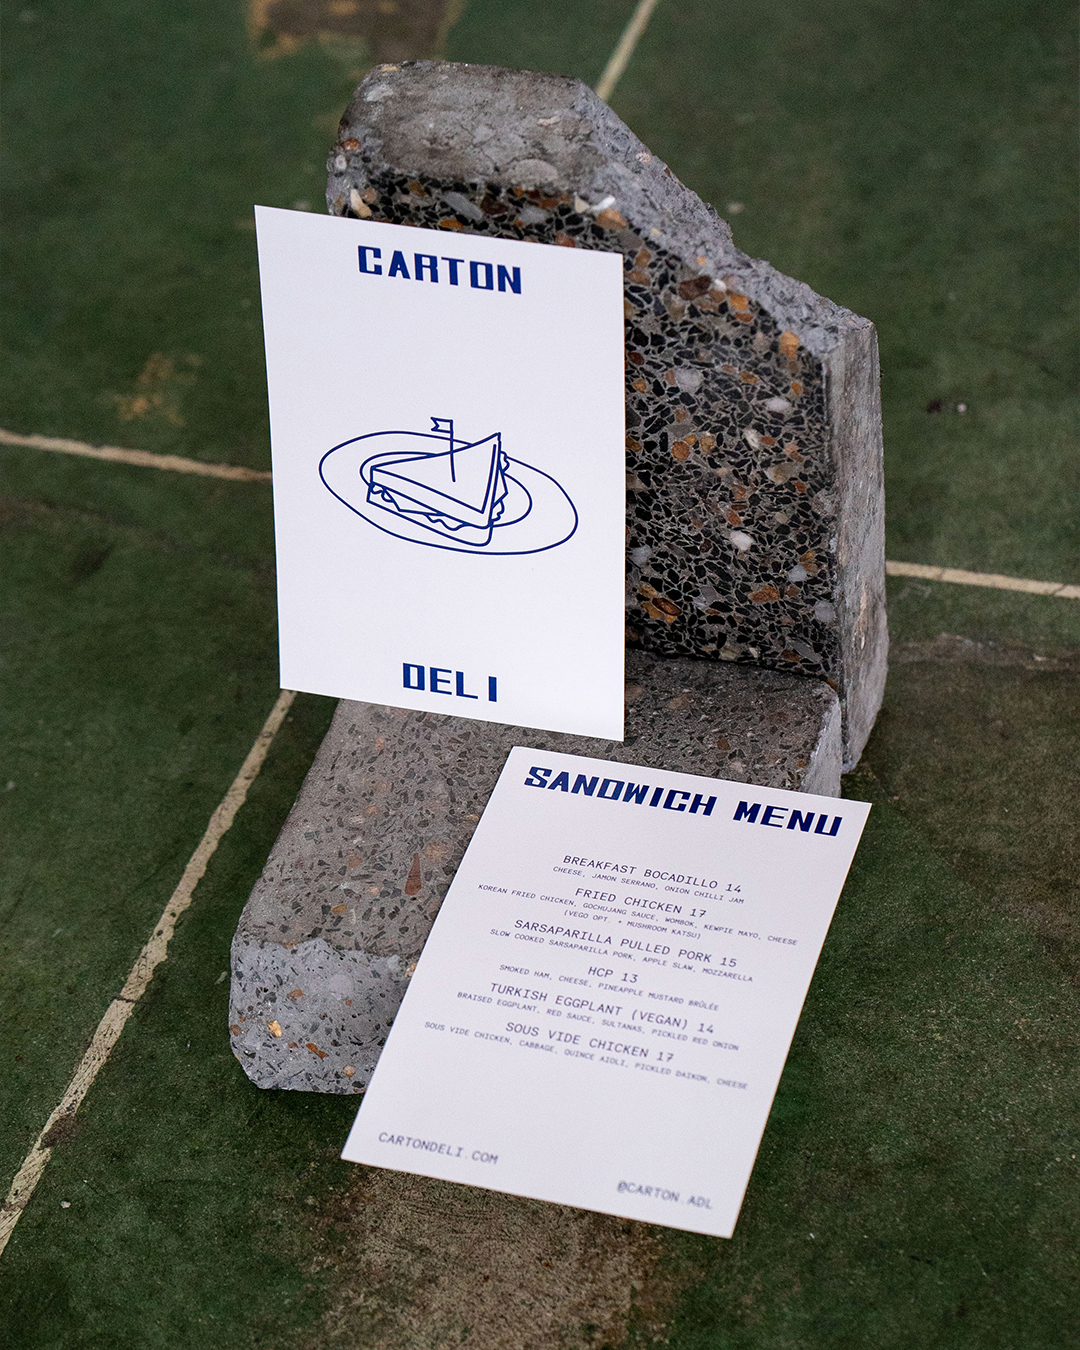 CARTON
DELI
SANDWICH MENU
BREAKFAST BOCADILLO 14
CHEESE, JAMON SERRANO, ONION CHILLI JAM
FRIED CHICKEN 17
KOREAN FRIED CHICKEN, GOCHUJANG SAUCE, WOMBOK, KEWPIE MAYO, CHEESE
(VEGO OPT. + MUSHROOM KATSU)
SARSAPARILLA PULLED PORK 15
SLOW COOKED SARSAPARILLA PORK, APPLE SLAW, MOZZARELLA
HCP 13
SMOKED HAM, CHEESE, PINEAPPLE MUSTARD BRÛLÉE
TURKISH EGGPLANT (VEGAN) 14
BRAISED EGGPLANT, RED SAUCE, SULTANAS, PICKLED RED ONION
SOUS VIDE CHICKEN 17
SOUS VIDE CHICKEN, CABBAGE, QUINCE AIOLI, PICKLED DAIKON, CHEESE
CARTONDELI.COM
@CARTON.ADL